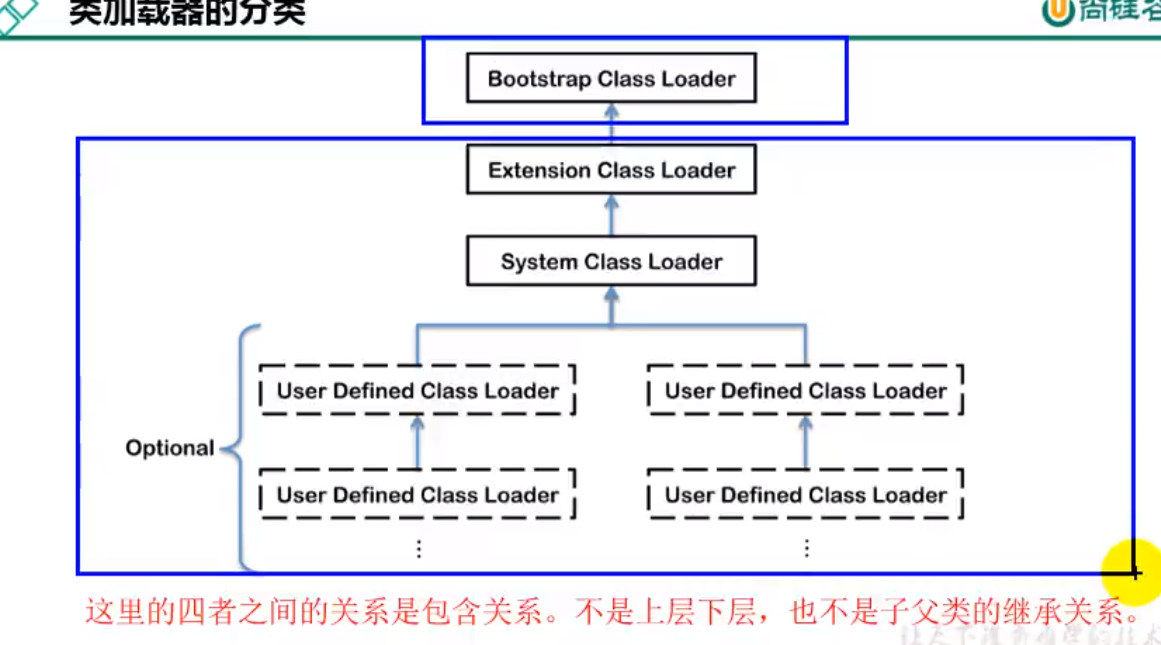 类加载器的分类
尚硅谷
Bootstrap Class Loader
Extension Class Loader
System Class Loader
User Defined Class Loader
User Defined Class Loader
Optional
User Defined Class Loader
User Defined Class Loader
这里的四者之间的关系是包含关系。不是上层下层，也不是子父类的继承关系。